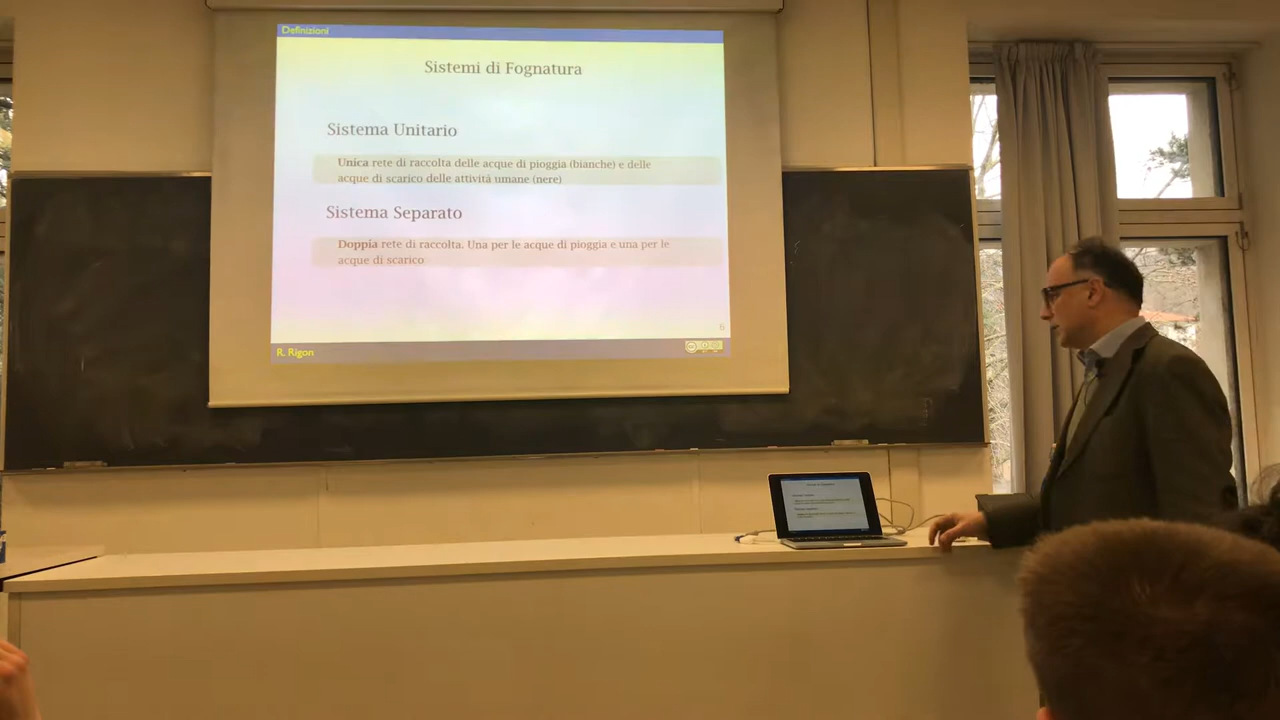 Definizioni
Sistemi di Fognatura
Sistema Unitario
Unica rete di raccolta delle acque di pioggia (bianche) e delle
acque di scarico delle attività umane (nere)
Sistema Separato
Doppia rete di raccolta. Una per le acque di pioggia e una per le
acque di scarico
6
R. Rigon